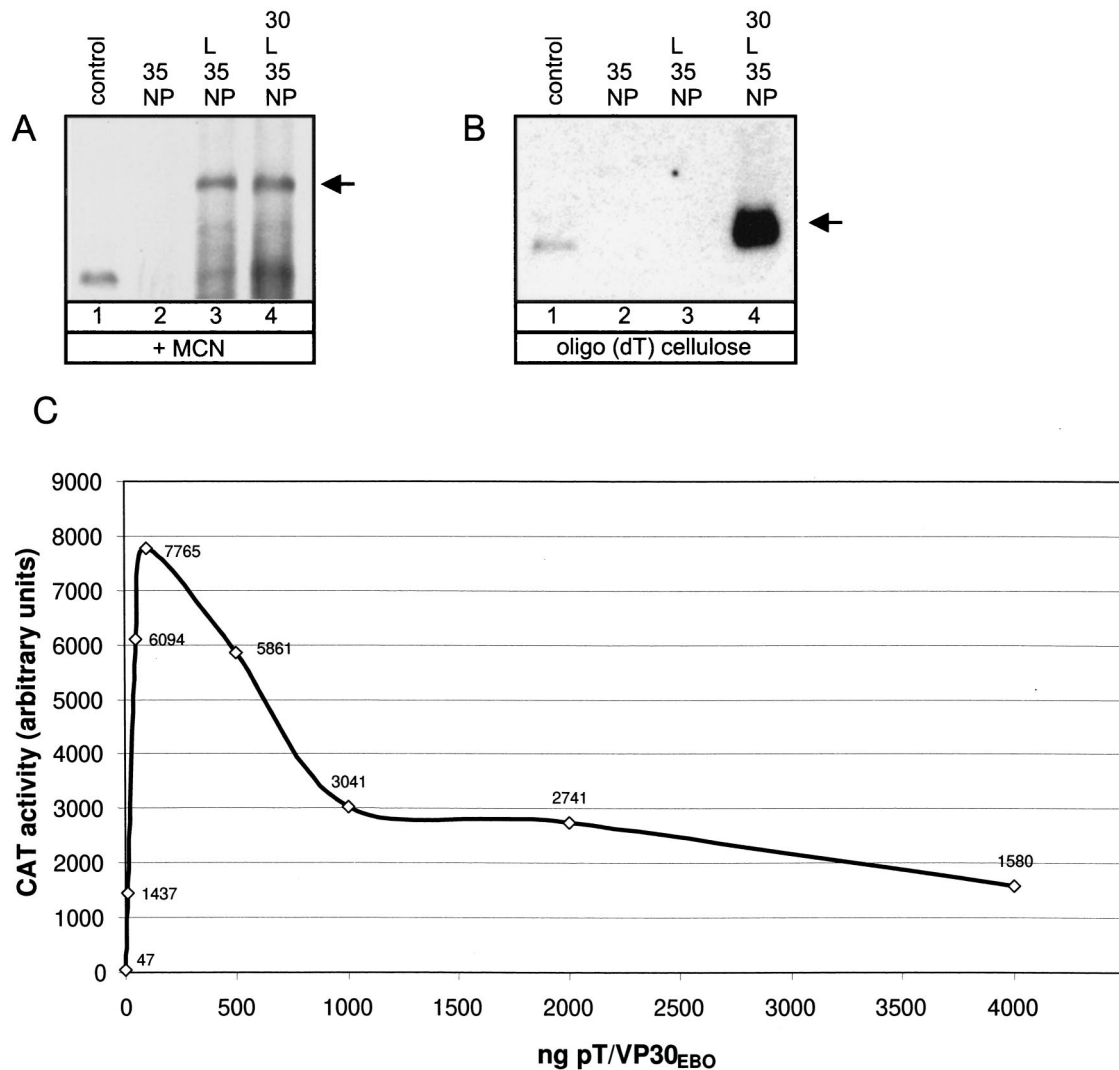 A
control
35
NP
L
35
NP
30
L
35
NP
1 2 3 4
+ MCN
B
control
35
NP
L
35
NP
30
L
35
NP
1 2 3 4
oligo (dT) cellulose
C
CAT activity (arbitrary units)
9000
8000
7000
6000
5000
4000
3000
2000
1000
0
7765
6094
5861
3041
2741
1580
1437
47
0 500 1000 1500 2000 2500 3000 3500 4000
ng pT/VP30EBO